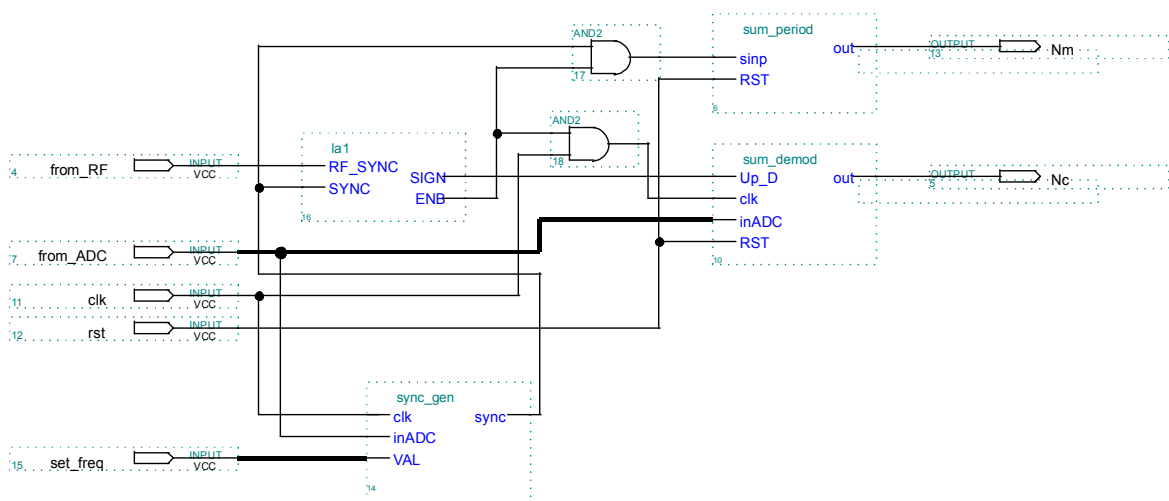 AND2
17
sum_period
sinp
RST
out
6
OUTPUT
13
Nm
AND2
18
from_RF
INPUT
VCC
4
la1
RF_SYNC
SYNC
SIGN
ENB
16
sum_demod
Up_D
clk
inADC
RST
out
10
OUTPUT
5
Nc
from_ADC
INPUT
VCC
7
clk
INPUT
VCC
11
rst
INPUT
VCC
12
sync_gen
clk
inADC
VAL
sync
14
set_freq
INPUT
VCC
15